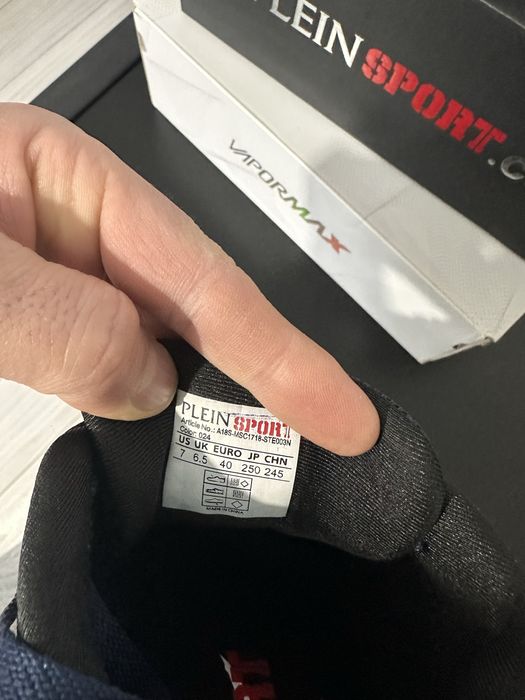 PLEIN SPORT.C
VAPORMAX
PLEIN SPORT
Article No.: A18S-MSC1718-STE003N
Color: 024
US UK EURO JP CHN
7 6.5 40 250 245
MADE IN CHINA